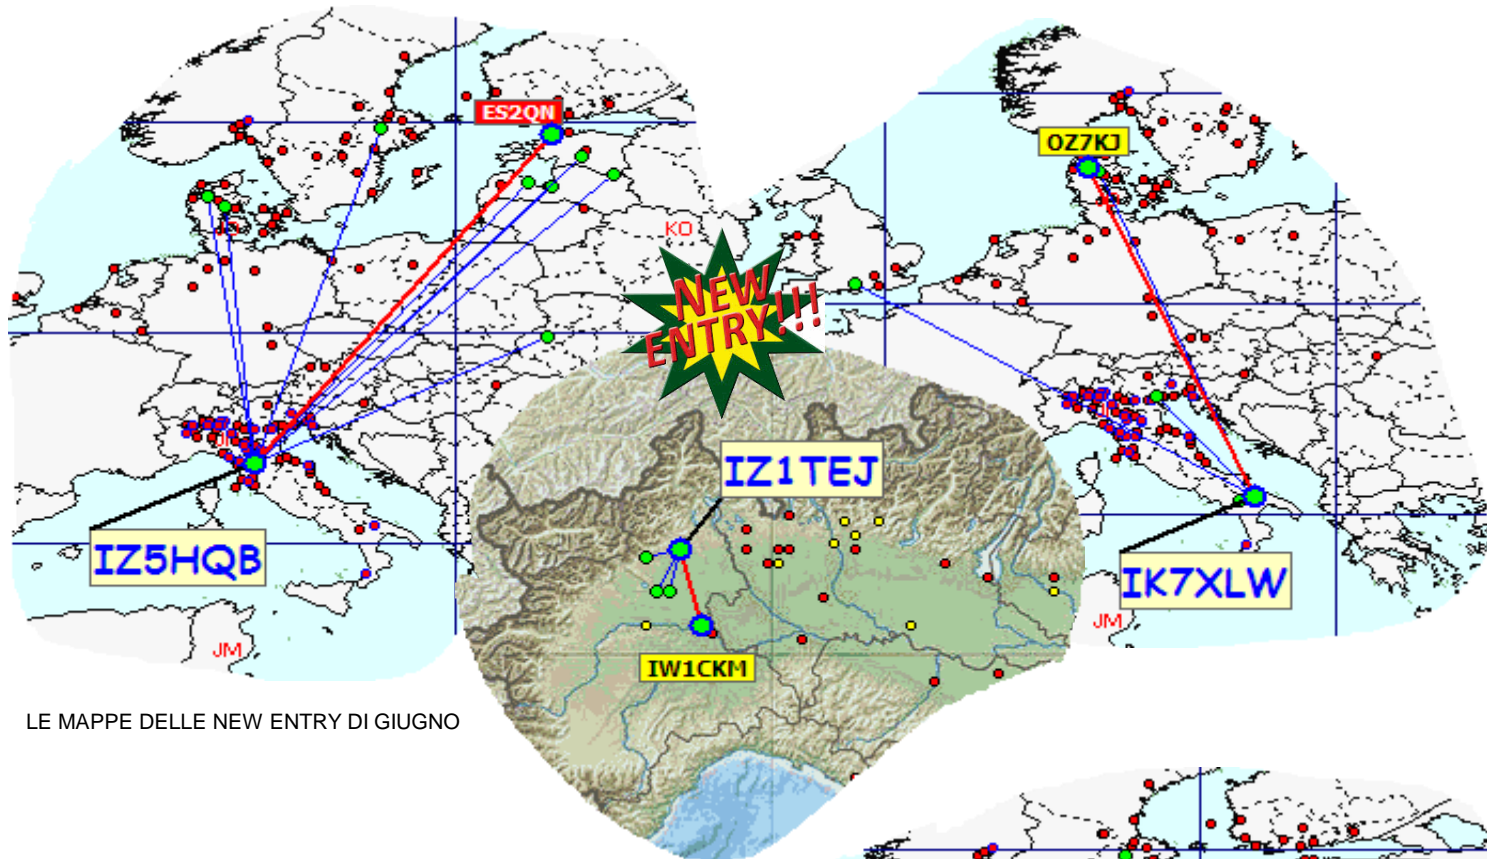 ES2QN
OZ7KJ
KO
NEW
ENTRY!!!
IZ1TEJ
IZ5HQB
IK7XLW
JM
JM
IW1CKM
LE MAPPE DELLE NEW ENTRY DI GIUGNO